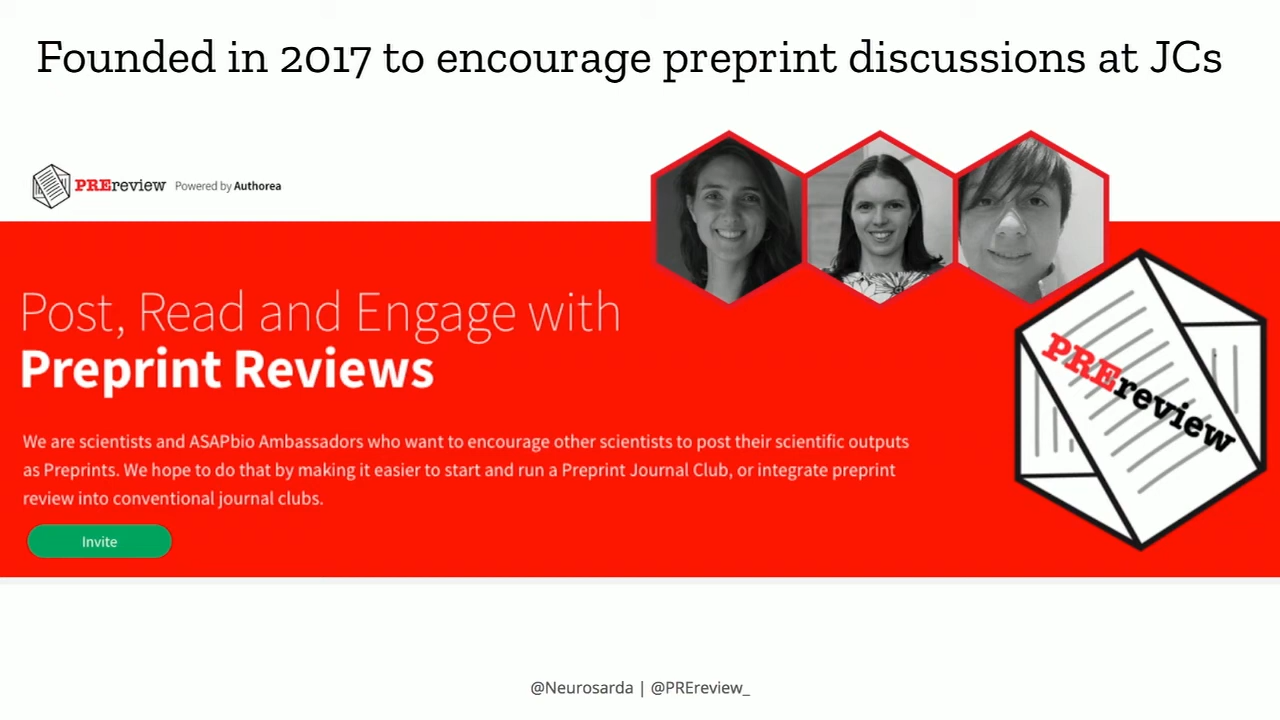 Founded in 2017 to encourage preprint discussions at JCs
PREreview Powered by Authorea
Post, Read and Engage with
Preprint Reviews
We are scientists and ASAPbio Ambassadors who want to encourage other scientists to post their scientific outputs
as Preprints. We hope to do that by making it easier to start and run a Preprint Journal Club, or integrate preprint
review into conventional journal clubs.
Invite
PREreview
@Neurosarda | @PREreview_